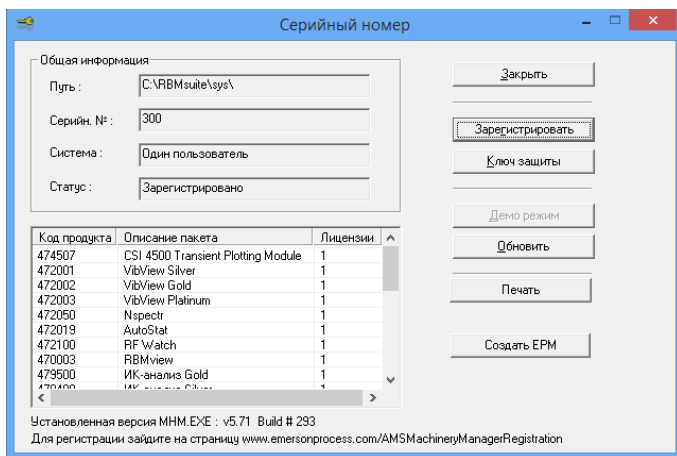 Серийный номер
Общая информация
Путь :
C:\RBMsuite\sys\
Серийн. № :
300
Система :
Один пользователь
Статус :
Зарегистрировано
Закрыть
Зарегистрировать
Ключ защиты
Демо режим
Обновить
Печать
Создать EPM
Код продукта Описание пакета Лицензии
474507 CSI 4500 Transient Plotting Module 1
472001 VibView Silver 1
472002 VibView Gold 1
472003 VibView Platinum 1
472050 Nspectr 1
472019 AutoStat 1
472100 RF Watch 1
470003 RBMview 1
479500 ИК-анализ Gold 1
Установленная версия MHM.EXE : v5.71 Build # 293
Для регистрации зайдите на страницу www.emersonprocess.com/AMSMachineryManagerRegistration